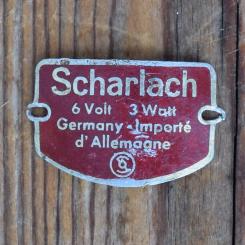 Scharlach
6 Volt 3 Watt
Germany - Importé
d'Allemagne